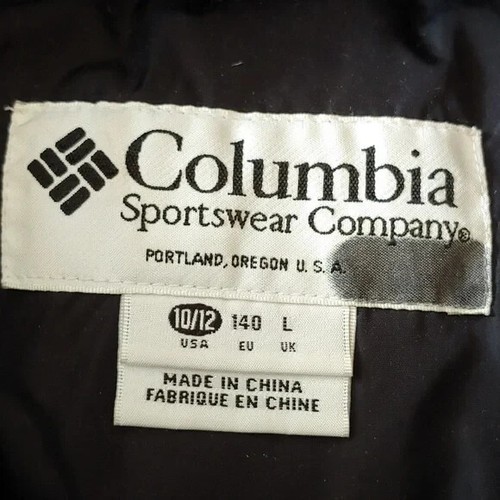 Columbia
Sportswear Company®
PORTLAND, OREGON U.S.A.
10/12 140 L
USA EU UK
MADE IN CHINA
FABRIQUE EN CHINE